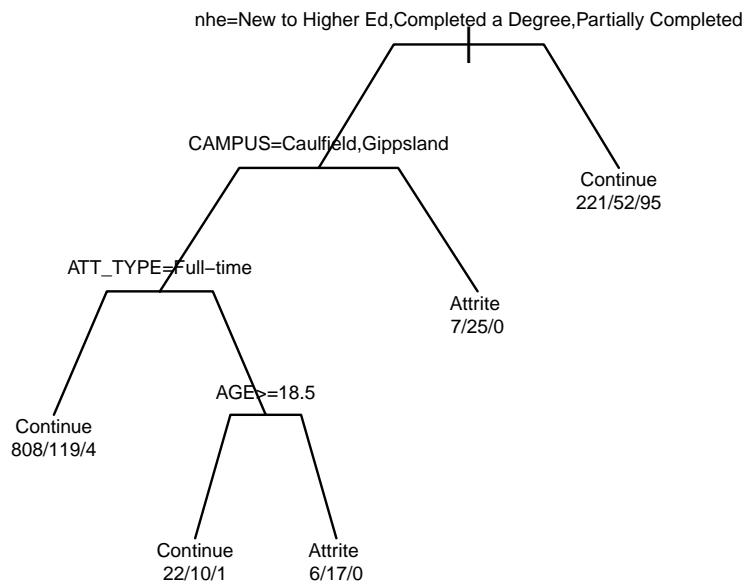 nhe=New to Higher Ed,Completed a Degree,Partially Completed
CAMPUS=Caulfield,Gippsland
Continue
221/52/95
ATT_TYPE=Full−time
Attrite
7/25/0
AGE>=18.5
Continue
808/119/4
Continue
22/10/1
Attrite
6/17/0